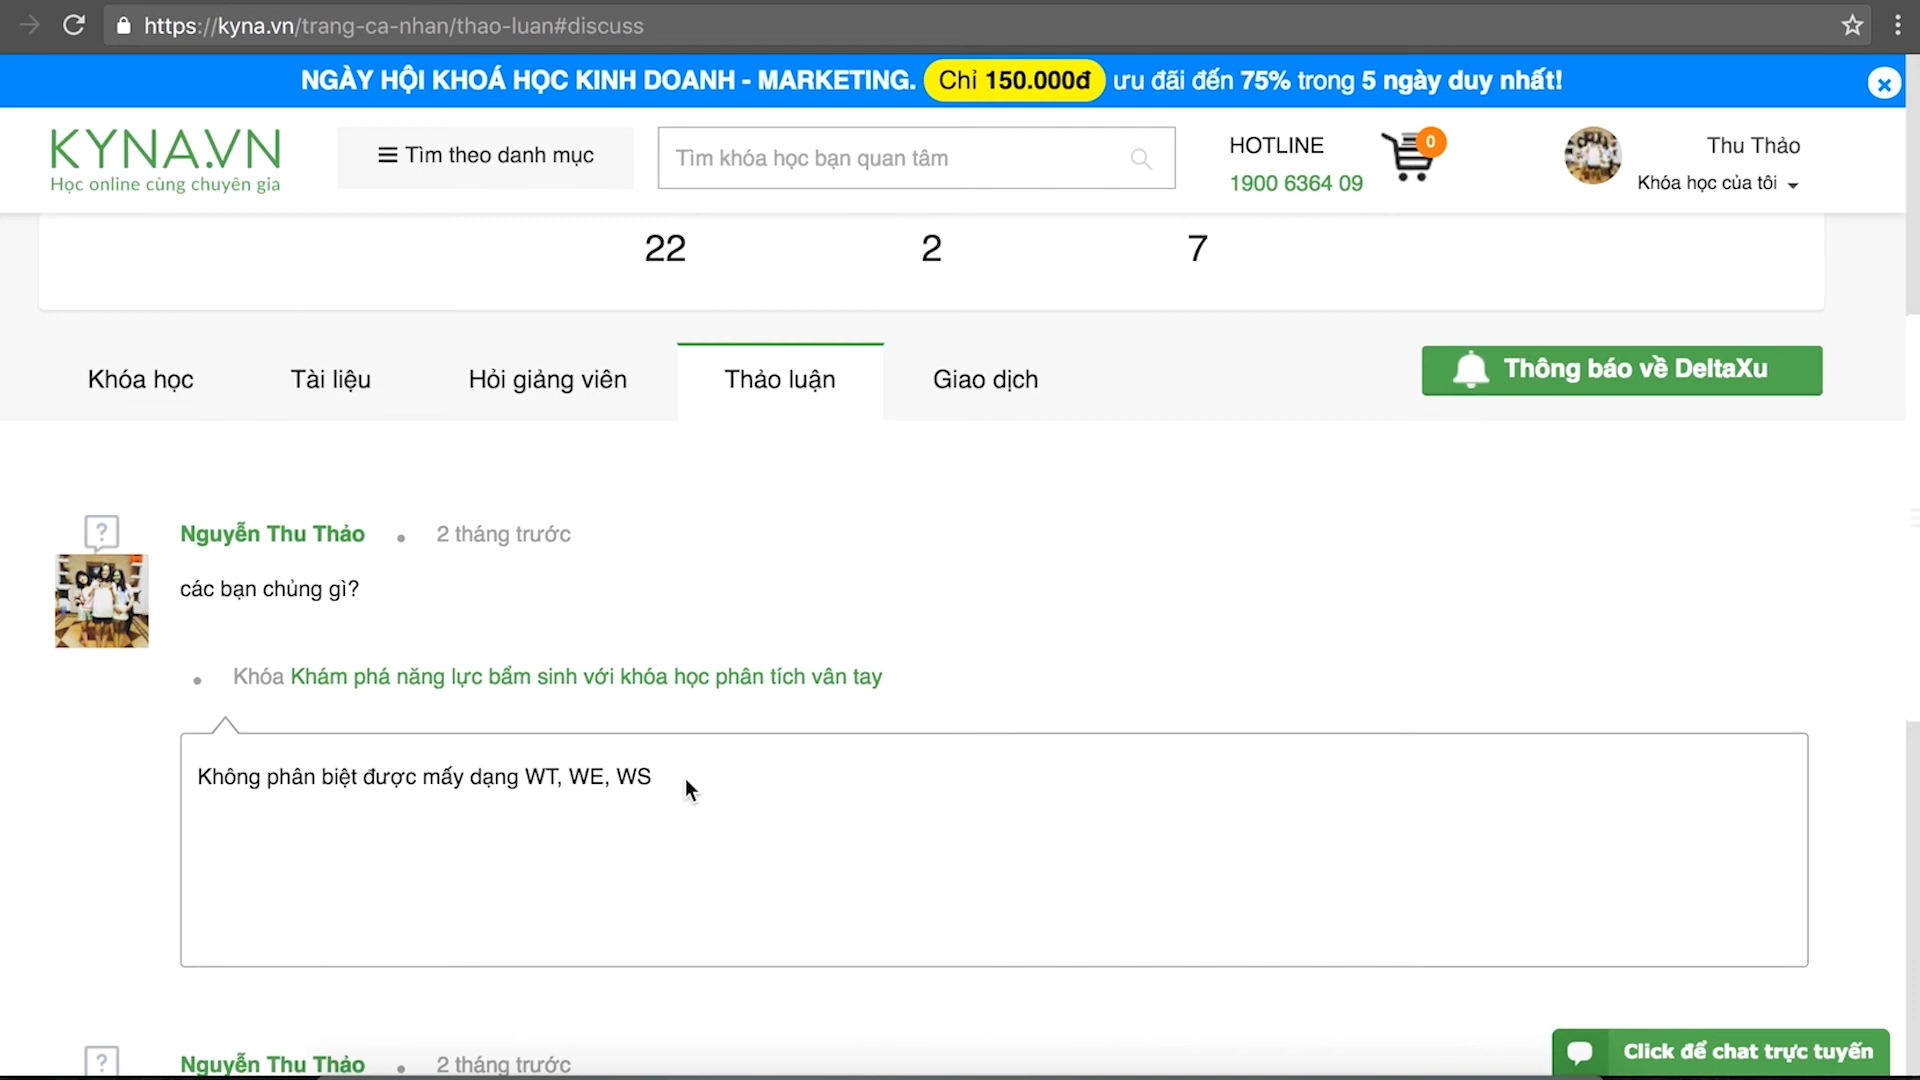 https://kyna.vn/trang-ca-nhan/thao-luan#discuss
NGÀY HỘI KHOÁ HỌC KINH DOANH - MARKETING. Chỉ 150.000đ ưu đãi đến 75% trong 5 ngày duy nhất!
KYNA.VN
Học online cùng chuyên gia
Tìm theo danh mục
Tìm khóa học bạn quan tâm
HOTLINE
1900 6364 09
0
Thu Thảo
Khóa học của tôi
22 2 7
Khóa học Tài liệu Hỏi giảng viên Thảo luận Giao dịch
Thông báo về DeltaXu
Nguyễn Thu Thảo • 2 tháng trước
các bạn chủng gì?
• Khóa Khám phá năng lực bẩm sinh với khóa học phân tích vân tay
Không phân biệt được mấy dạng WT, WE, WS
Nguyễn Thu Thảo • 2 tháng trước
Click để chat trực tuyến